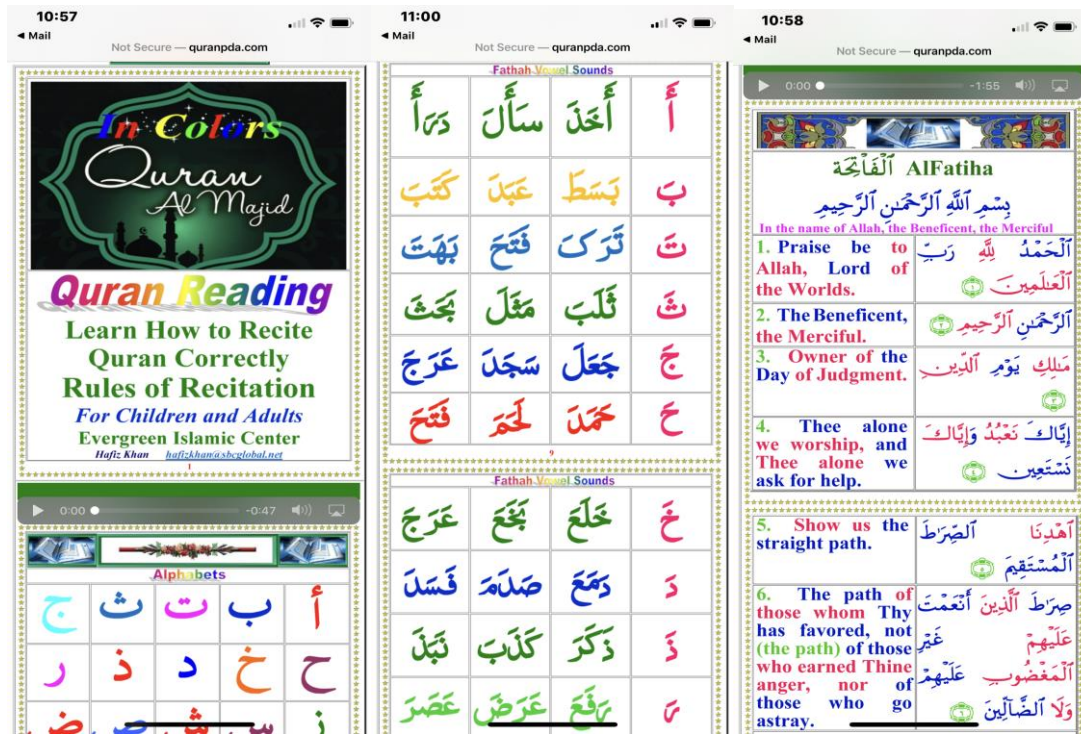 10:57
Mail
Not Secure — quranpda.com
In Colors
Quran
Al Majid
Quran Reading
Learn How to Recite
Quran Correctly
Rules of Recitation
For Children and Adults
Evergreen Islamic Center
Hafiz Khan hafizkhan@sbcglobal.net
1
0:00 -0:47
Alphabets
أ ب ت ث ج
ح خ د ذ ر
ز س ش ص ض
11:00
Mail
Not Secure — quranpda.com
Fathah Vowel Sounds
أَ أَخَذَ سَأَلَ دَرَأَ
بَ بَسَطَ عَبَدَ كَتَبَ
تَ تَرَكَ فَتَحَ بَهَتَ
ثَ ثَلَبَ مَثَلَ بَحَثَ
جَ جَعَلَ سَجَدَ عَرَجَ
حَ حَمَدَ لَحَمَ فَتَحَ
9
Fathah Vowel Sounds
خَ خَلَعَ بَخَعَ عَرَجَ
دَ دَمَعَ صَدَمَ فَسَدَ
ذَ ذَكَرَ كَذَبَ نَبَذَ
رَ رَفَعَ عَرَضَ عَصَرَ
10:58
Mail
Not Secure — quranpda.com
0:00 -1:55
AlFatiha ٱلْفَاتِحَة
بِسْمِ ٱللَّهِ ٱلرَّحْمَٰنِ ٱلرَّحِيمِ
In the name of Allah, the Beneficent, the Merciful
1. Praise be to
Allah, Lord of
the Worlds.
ٱلْحَمْدُ لِلَّهِ رَبِّ
ٱلْعَٰلَمِينَ ١
2. The Beneficent,
the Merciful.
ٱلرَّحْمَٰنِ ٱلرَّحِيمِ ٢
3. Owner of the
Day of Judgment.
مَٰلِكِ يَوْمِ ٱلدِّينِ
٣
4. Thee alone
we worship, and
Thee alone we
ask for help.
إِيَّاكَ نَعْبُدُ وَإِيَّاكَ
نَسْتَعِين ٤
5. Show us the
straight path.
ٱهْدِنَا ٱلصِّرَٰطَ
ٱلْمُسْتَقِيمَ ٥
6. The path of
those whom Thy
has favored, not
(the path) of those
who earned Thine
anger, nor of
those who go
astray.
صِرَٰطَ ٱلَّذِينَ أَنْعَمْتَ
عَلَيْهِمْ غَيْرِ
ٱلْمَغْضُوبِ عَلَيْهِمْ
وَلَا ٱلضَّآلِّينَ ٦